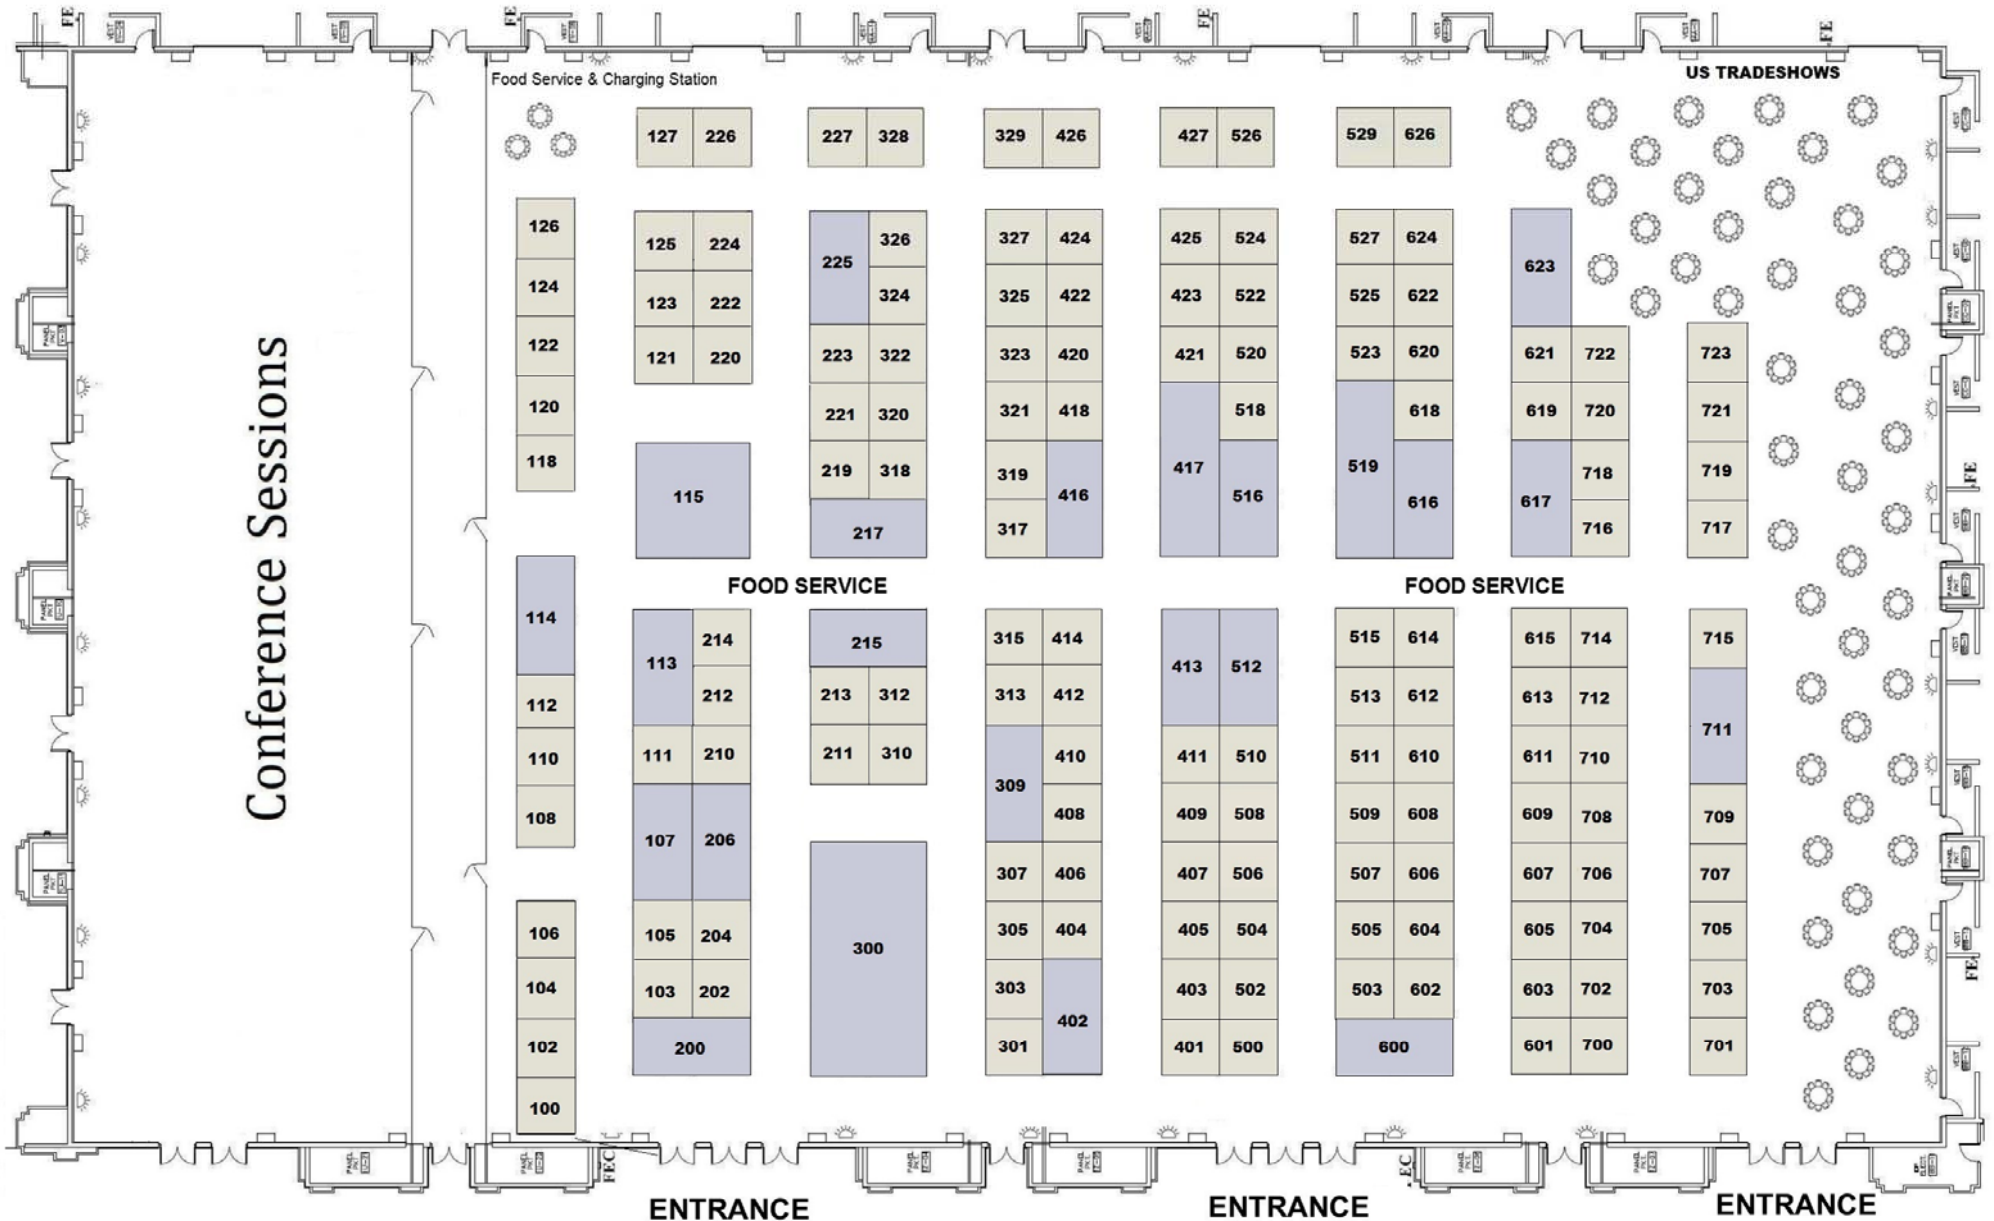 FE
FE
FE
FE
Food Service & Charging Station
US TRADESHOWS
127 226 227 328 329 426 427 526 529 626
126
125 224 225 326 327 424 425 524 527 624 623
124
123 222 324 325 422 423 522 525 622
122
121 220 223 322 323 420 421 520 523 620 621 722 723
120
221 320 321 418 518 618 619 720 721
118
115 219 318 319 416 417 516 519 616 617 718 719
217 317 716 717
FE
Conference Sessions
FOOD SERVICE
FOOD SERVICE
114
113 214 215 315 414 413 512 515 614 615 714 715
112
212 213 312 313 412 513 612 613 712 711
110
111 210 211 310 309 410 411 510 511 610 611 710
108
107 206 408 409 508 509 608 609 708 709
307 406 407 506 507 606 607 706 707
106
105 204 300 305 404 405 504 505 604 605 704 705
FE
104
103 202 303 402 403 502 503 602 603 702 703
102
200 301 401 500 600 601 700 701
100
FEC
EC
ENTRANCE
ENTRANCE
ENTRANCE